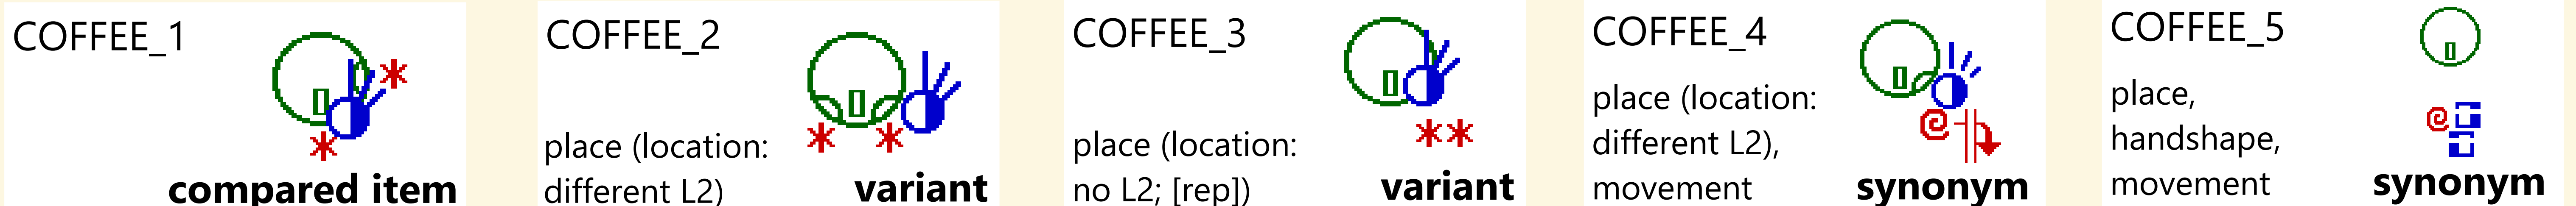 COFFEE_1
compared item
COFFEE_2
place (location:
different L2)
variant
COFFEE_3
place (location:
no L2; [rep])
variant
COFFEE_4
place (location:
different L2),
movement
synonym
COFFEE_5
place,
handshape,
movement
synonym